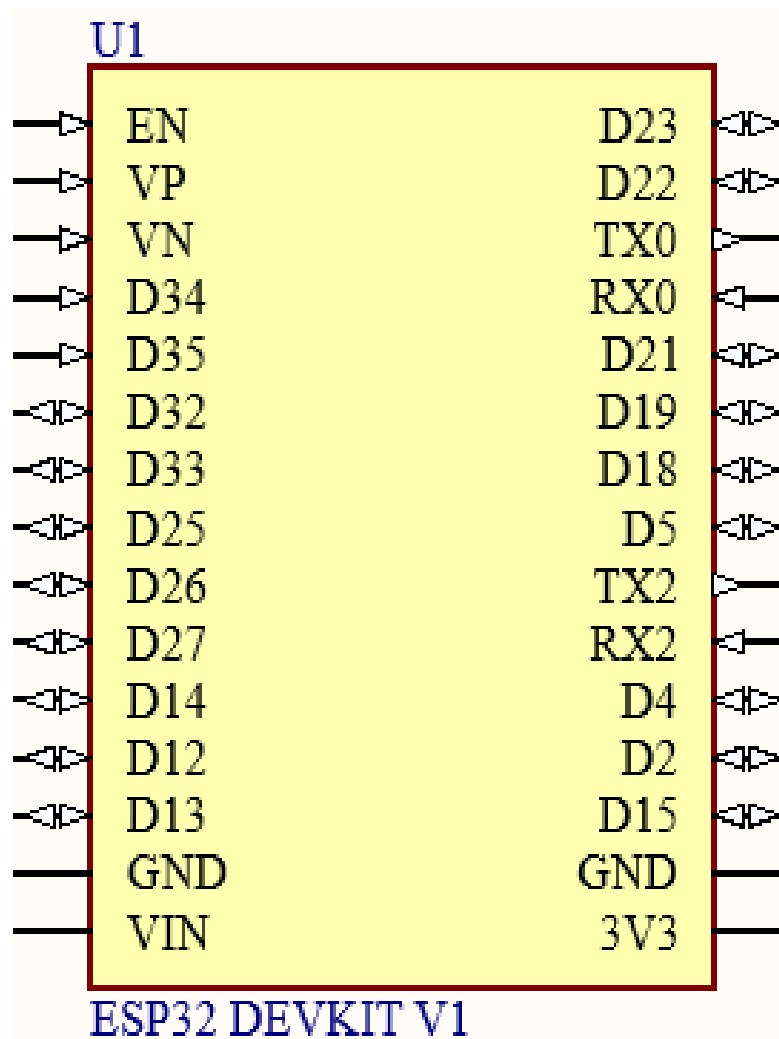 U1
EN D23
VP D22
VN TX0
D34 RX0
D35 D21
D32 D19
D33 D18
D25 D5
D26 TX2
D27 RX2
D14 D4
D12 D2
D13 D15
GND GND
VIN 3V3
ESP32 DEVKIT V1